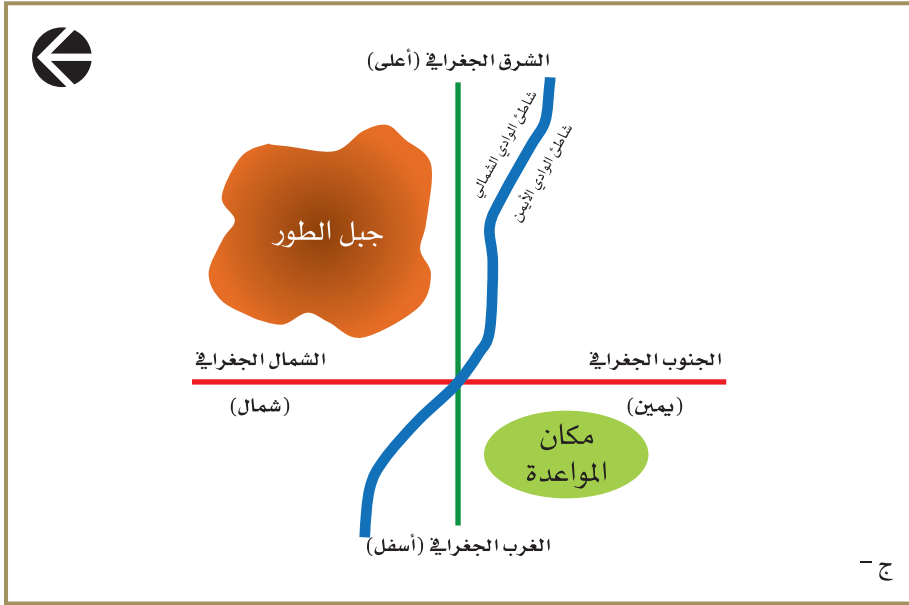 الشرق الجغرافي (أعلى)
شاطئ الوادي الشمالي
شاطئ الوادي الأيمن
جبل الطور
الشمال الجغرافي
(شمال)
الجنوب الجغرافي
(يمين)
مكان
المواعدة
الغرب الجغرافي (أسفل)
ج -